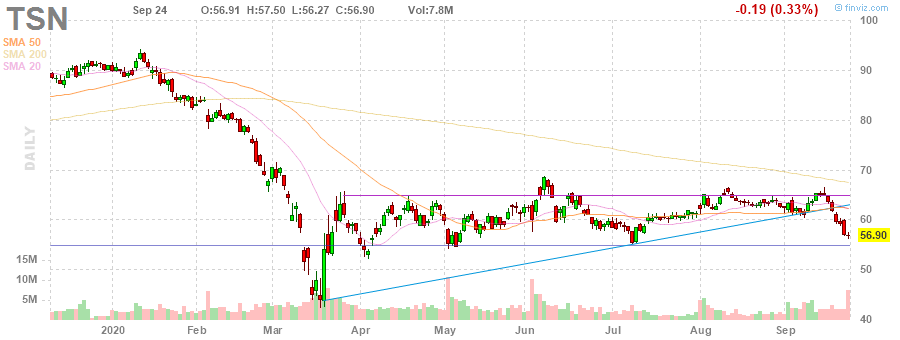 TSN Sep 24 O:56.91 H:57.50 L:56.27 C:56.90 Vol:7.8M -0.19 (0.33%) © finviz.com
SMA 50
SMA 200
SMA 20
DAILY
100
90
80
70
60
56.90
50
40
15M
10M
5M
2020 Feb Mar Apr May Jun Jul Aug Sep